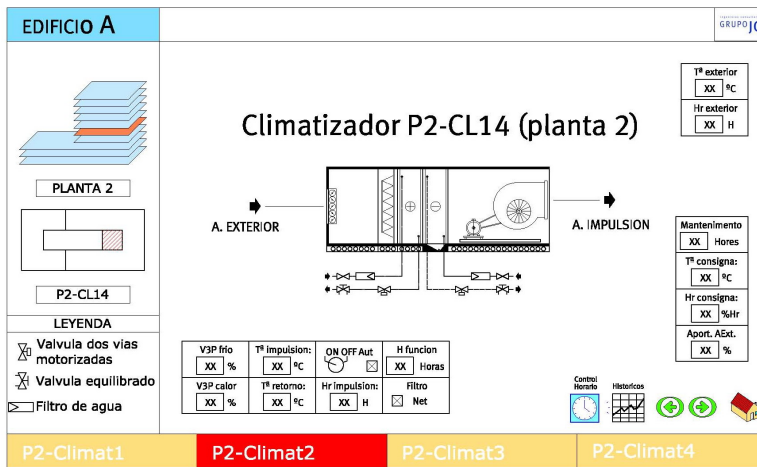 EDIFICIO A
GRUPO JG
Tª exterior
XX ºC
Hr exterior
XX H
Climatizador P2-CL14 (planta 2)
PLANTA 2
A. EXTERIOR
A. IMPULSION
P2-CL14
Mantenimento
XX Hores
Tª consigna:
XX ºC
Hr consigna:
XX %Hr
Aport. AExt.
XX %
LEYENDA
Valvula dos vias
motorizadas
Valvula equilibrado
Filtro de agua
V3P frio
XX %
Tª impulsion:
XX ºC
ON OFF Aut
H funcion
XX Horas
V3P calor
XX %
Tª retorno:
XX ºC
Hr impulsion:
XX H
Filtro
Net
Control
Horario
Historicos
P2-Climat1
P2-Climat2
P2-Climat3
P2-Climat4